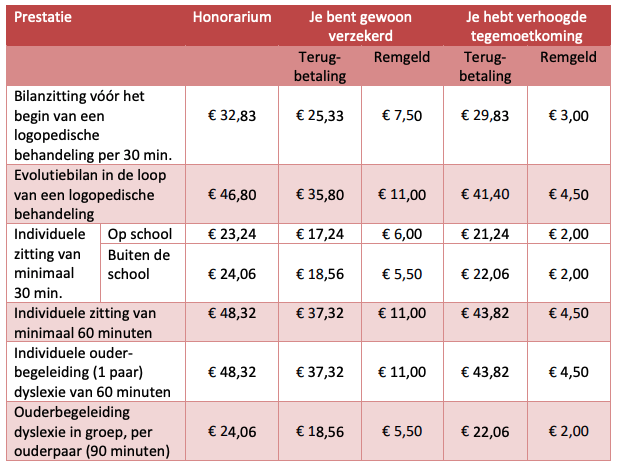 Prestatie Honorarium Je bent gewoon verzekerd Je hebt verhoogde tegemoetkoming
Terug-betaling Remgeld Terug-betaling Remgeld
Bilanzitting vóór het
begin van een
logopedische
behandeling per 30 min.
€ 32,83 € 25,33 € 7,50 € 29,83 € 3,00
Evolutiebilan in de loop
van een logopedische
behandeling
€ 46,80 € 35,80 € 11,00 € 41,40 € 4,50
Individuele
zitting van
minimaal
30 min.
Op school € 23,24 € 17,24 € 6,00 € 21,24 € 2,00
Buiten de
school
€ 24,06 € 18,56 € 5,50 € 22,06 € 2,00
Individuele zitting van
minimaal 60 minuten
€ 48,32 € 37,32 € 11,00 € 43,82 € 4,50
Individuele ouder-
begeleiding (1 paar)
dyslexie van 60 minuten
€ 48,32 € 37,32 € 11,00 € 43,82 € 4,50
Ouderbegeleiding
dyslexie in groep, per
ouderpaar (90 minuten)
€ 24,06 € 18,56 € 5,50 € 22,06 € 2,00